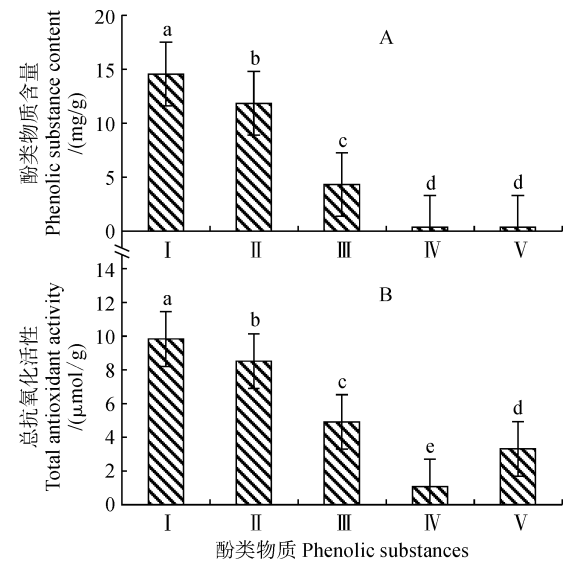 酚类物质含量
Phenolic substance content
/(mg/g)
20
15
10
5
0
A
a
b
c
d
d
Ⅰ
Ⅱ
Ⅲ
Ⅳ
Ⅴ
总抗氧化活性
Total antioxidant activity
/(μmol/g)
14
12
10
8
6
4
2
0
B
a
b
c
e
d
Ⅰ
Ⅱ
Ⅲ
Ⅳ
Ⅴ
酚类物质 Phenolic substances